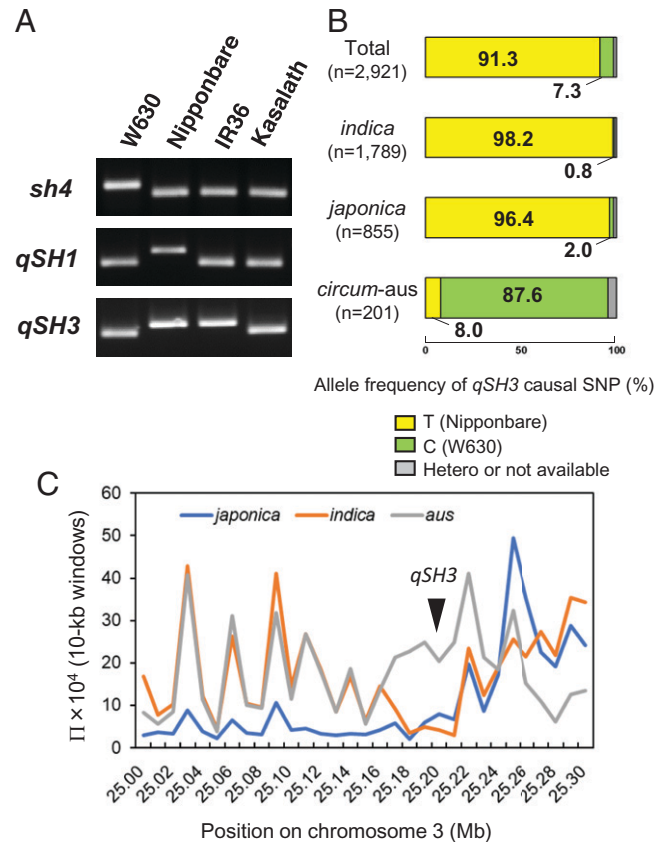 A
W630
Nipponbare
IR36
Kasalath
sh4
qSH1
qSH3
B
Total
(n=2,921)
91.3
7.3
indica
(n=1,789)
98.2
0.8
japonica
(n=855)
96.4
2.0
circum-aus
(n=201)
87.6
8.0
0 50 100
Allele frequency of qSH3 causal SNP (%)
T (Nipponbare)
C (W630)
Hetero or not available
C
japonica indica aus
qSH3
Π × 10⁴ (10-kb windows)
60
50
40
30
20
10
0
25.00 25.02 25.04 25.06 25.08 25.10 25.12 25.14 25.16 25.18 25.20 25.22 25.24 25.26 25.28 25.30
Position on chromosome 3 (Mb)